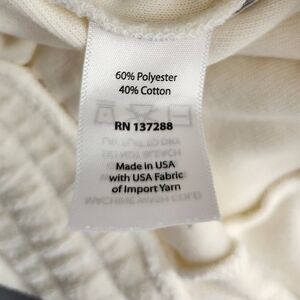 60% Polyester
40% Cotton
RN 137288
Made in USA
with USA Fabric
of Import Yarn